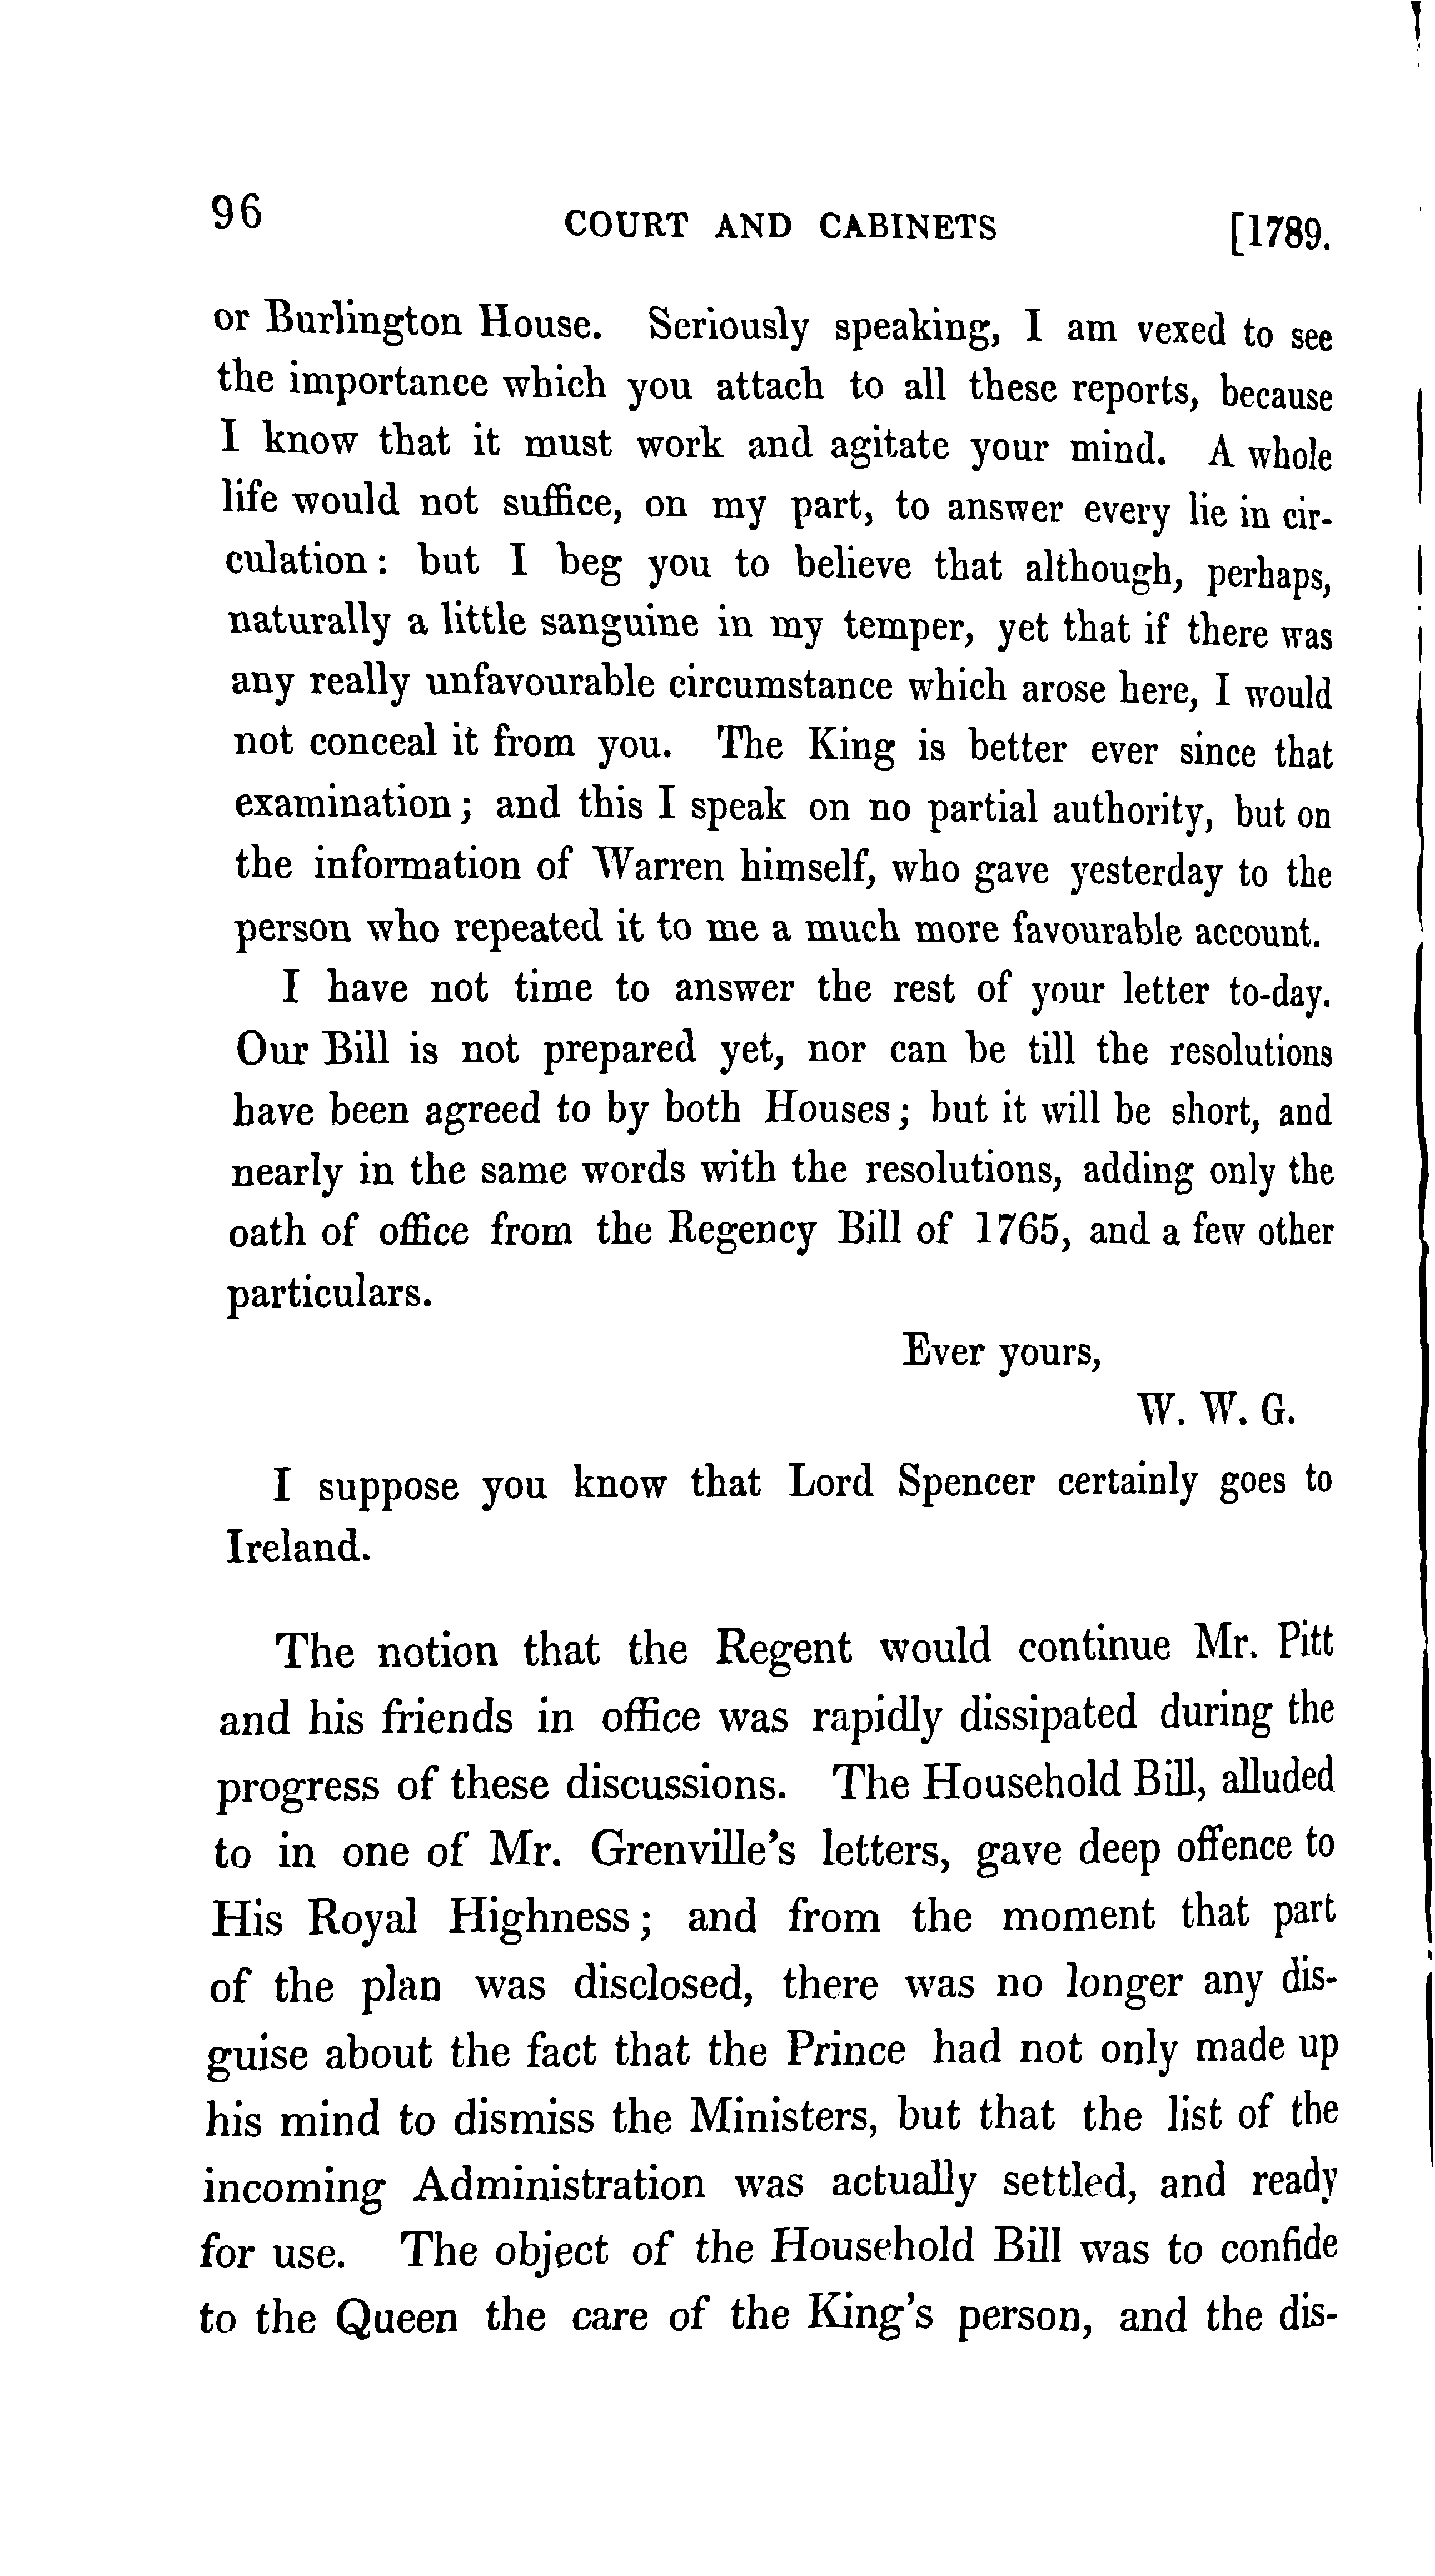 96 COURT AND CABINETS [1789.
or Burlington House. Seriously speaking, I am vexed to see
the importance which you attach to all these reports, because
I know that it must work and agitate your mind. A whole
life would not suffice, on my part, to answer every lie in cir-
culation: but I beg you to believe that although, perhaps,
naturally a little sanguine in my temper, yet that if there was
any really unfavourable circumstance which arose here, I would
not conceal it from you. The King is better ever since that
examination; and this I speak on no partial authority, but on
the information of Warren himself, who gave yesterday to the
person who repeated it to me a much more favourable account.
I have not time to answer the rest of your letter to-day.
Our Bill is not prepared yet, nor can be till the resolutions
have been agreed to by both Houses; but it will be short, and
nearly in the same words with the resolutions, adding only the
oath of office from the Regency Bill of 1765, and a few other
particulars.
Ever yours,
W. W. G.
I suppose you know that Lord Spencer certainly goes to
Ireland.
The notion that the Regent would continue Mr. Pitt
and his friends in office was rapidly dissipated during the
progress of these discussions. The Household Bill, alluded
to in one of Mr. Grenville's letters, gave deep offence to
His Royal Highness; and from the moment that part
of the plan was disclosed, there was no longer any dis-
guise about the fact that the Prince had not only made up
his mind to dismiss the Ministers, but that the list of the
incoming Administration was actually settled, and ready
for use. The object of the Household Bill was to confide
to the Queen the care of the King's person, and the dis-